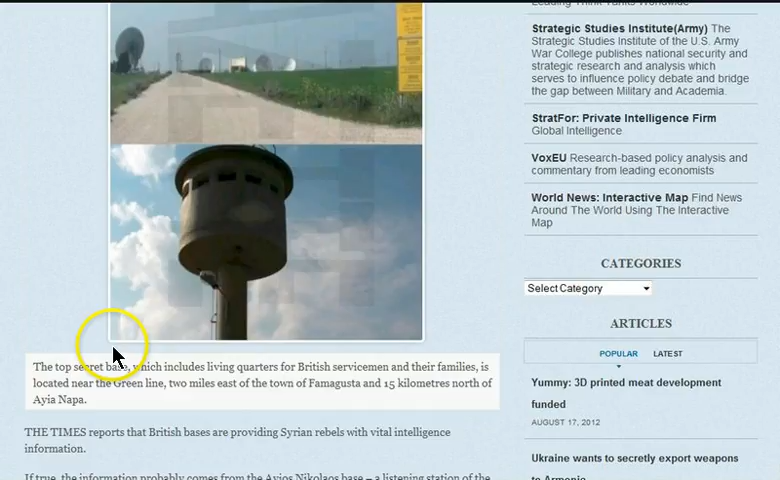 Strategic Studies Institute(Army) The
Strategic Studies Institute of the U.S. Army
War College publishes national security and
strategic research and analysis which
serves to influence policy debate and bridge
the gap between Military and Academia.
StratFor: Private Intelligence Firm
Global Intelligence
VoxEU Research-based policy analysis and
commentary from leading economists
World News: Interactive Map Find News
Around The World Using The Interactive
Map
CATEGORIES
Select Category
ARTICLES
POPULAR LATEST
Yummy: 3D printed meat development
funded
AUGUST 17, 2012
Ukraine wants to secretly export weapons
to Armenia
The top secret base, which includes living quarters for British servicemen and their families, is
located near the Green line, two miles east of the town of Famagusta and 15 kilometres north of
Ayia Napa.
THE TIMES reports that British bases are providing Syrian rebels with vital intelligence
information.
If true, the information probably comes from the Ayios Nikolaos base – a listening station of the